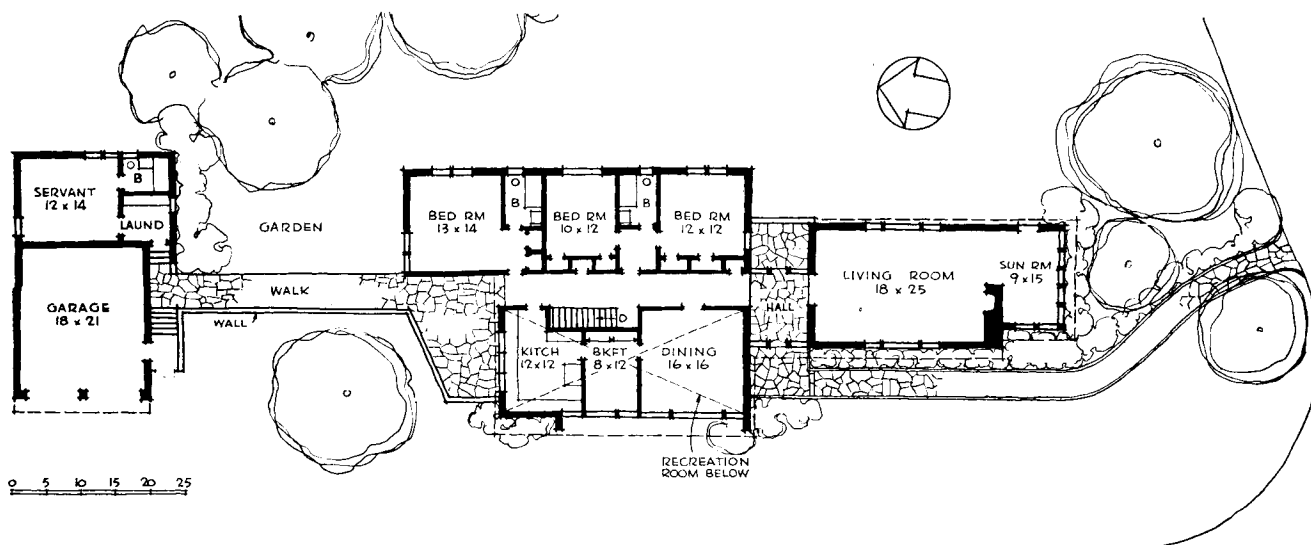 SERVANT
12 x 14
B
LAUND
GARAGE
18 x 21
GARDEN
WALK
WALL
BED RM
13 x 14
B
BED RM
10 x 12
B
BED RM
12 x 12
KITCH
12 x 12
BKFT
8 x 12
DINING
16 x 16
HALL
LIVING ROOM
18 x 25
SUN RM
9 x 15
RECREATION
ROOM BELOW
0 5 10 15 20 25